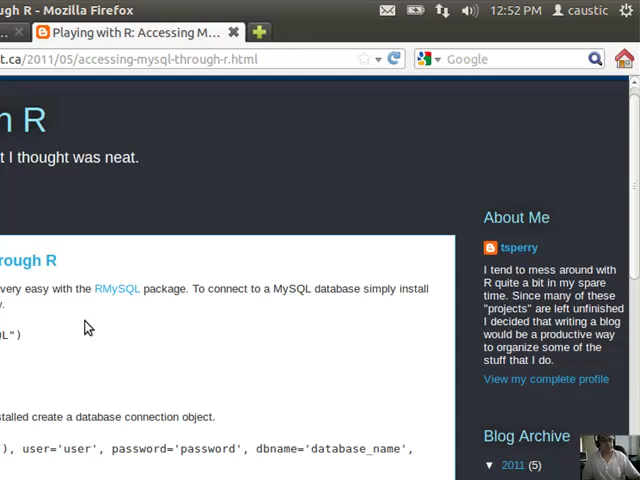 ough R - Mozilla Firefox
12:52 PM
caustic
Playing with R: Accessing M...
t.ca/2011/05/accessing-mysql-through-r.html
Google
h R
t I thought was neat.
About Me
tsperry
I tend to mess around with
R quite a bit in my spare
time. Since many of these
"projects" are left unfinished
I decided that writing a blog
would be a productive way
to organize some of the
stuff that I do.
View my complete profile
rough R
very easy with the RMySQL package. To connect to a MySQL database simply install
y.
QL")
stalled create a database connection object.
), user='user', password='password', dbname='database_name',
Blog Archive
▼ 2011 (5)